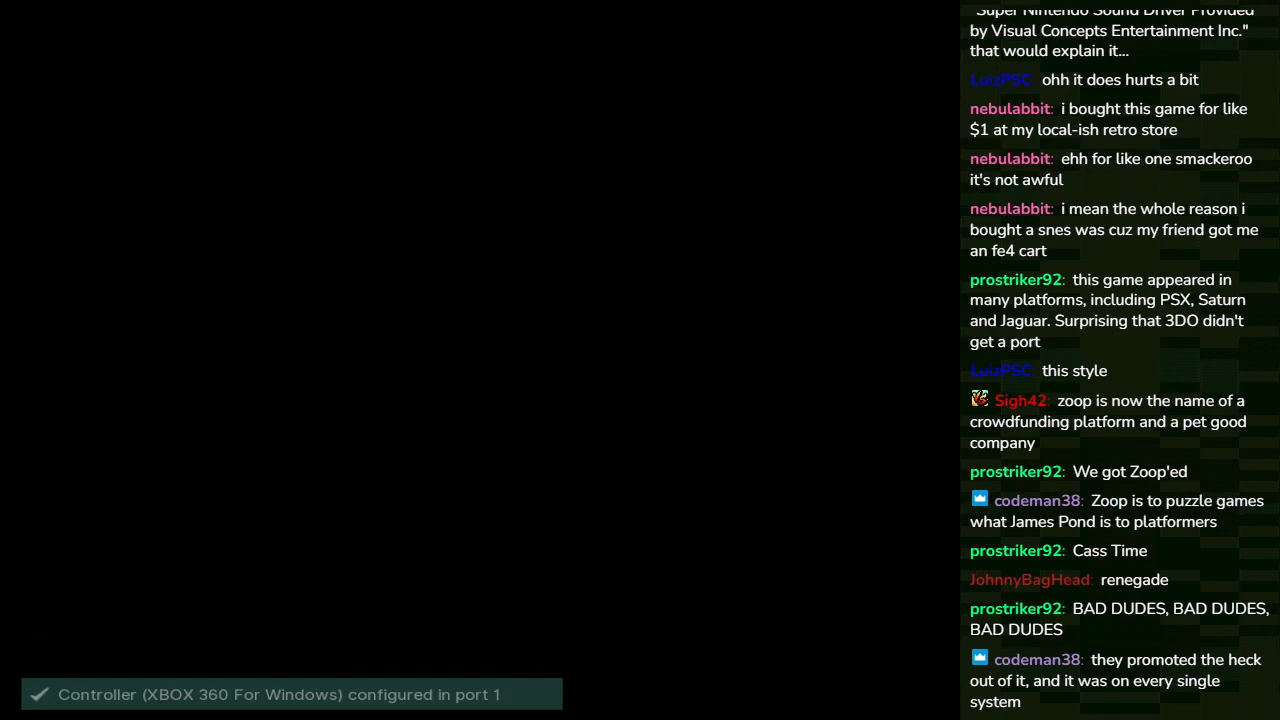 "Super Nintendo Sound Driver Provided
by Visual Concepts Entertainment Inc."
that would explain it...
LuizPSC: ohh it does hurts a bit
nebulabbit: i bought this game for like
$1 at my local-ish retro store
nebulabbit: ehh for like one smackeroo
it's not awful
nebulabbit: i mean the whole reason i
bought a snes was cuz my friend got me
an fe4 cart
prostriker92: this game appeared in
many platforms, including PSX, Saturn
and Jaguar. Surprising that 3DO didn't
get a port
LuizPSC: this style
Sigh42: zoop is now the name of a
crowdfunding platform and a pet good
company
prostriker92: We got Zoop'ed
codeman38: Zoop is to puzzle games
what James Pond is to platformers
prostriker92: Cass Time
JohnnyBagHead: renegade
prostriker92: BAD DUDES, BAD DUDES,
BAD DUDES
codeman38: they promoted the heck
out of it, and it was on every single
system
Controller (XBOX 360 For Windows) configured in port 1